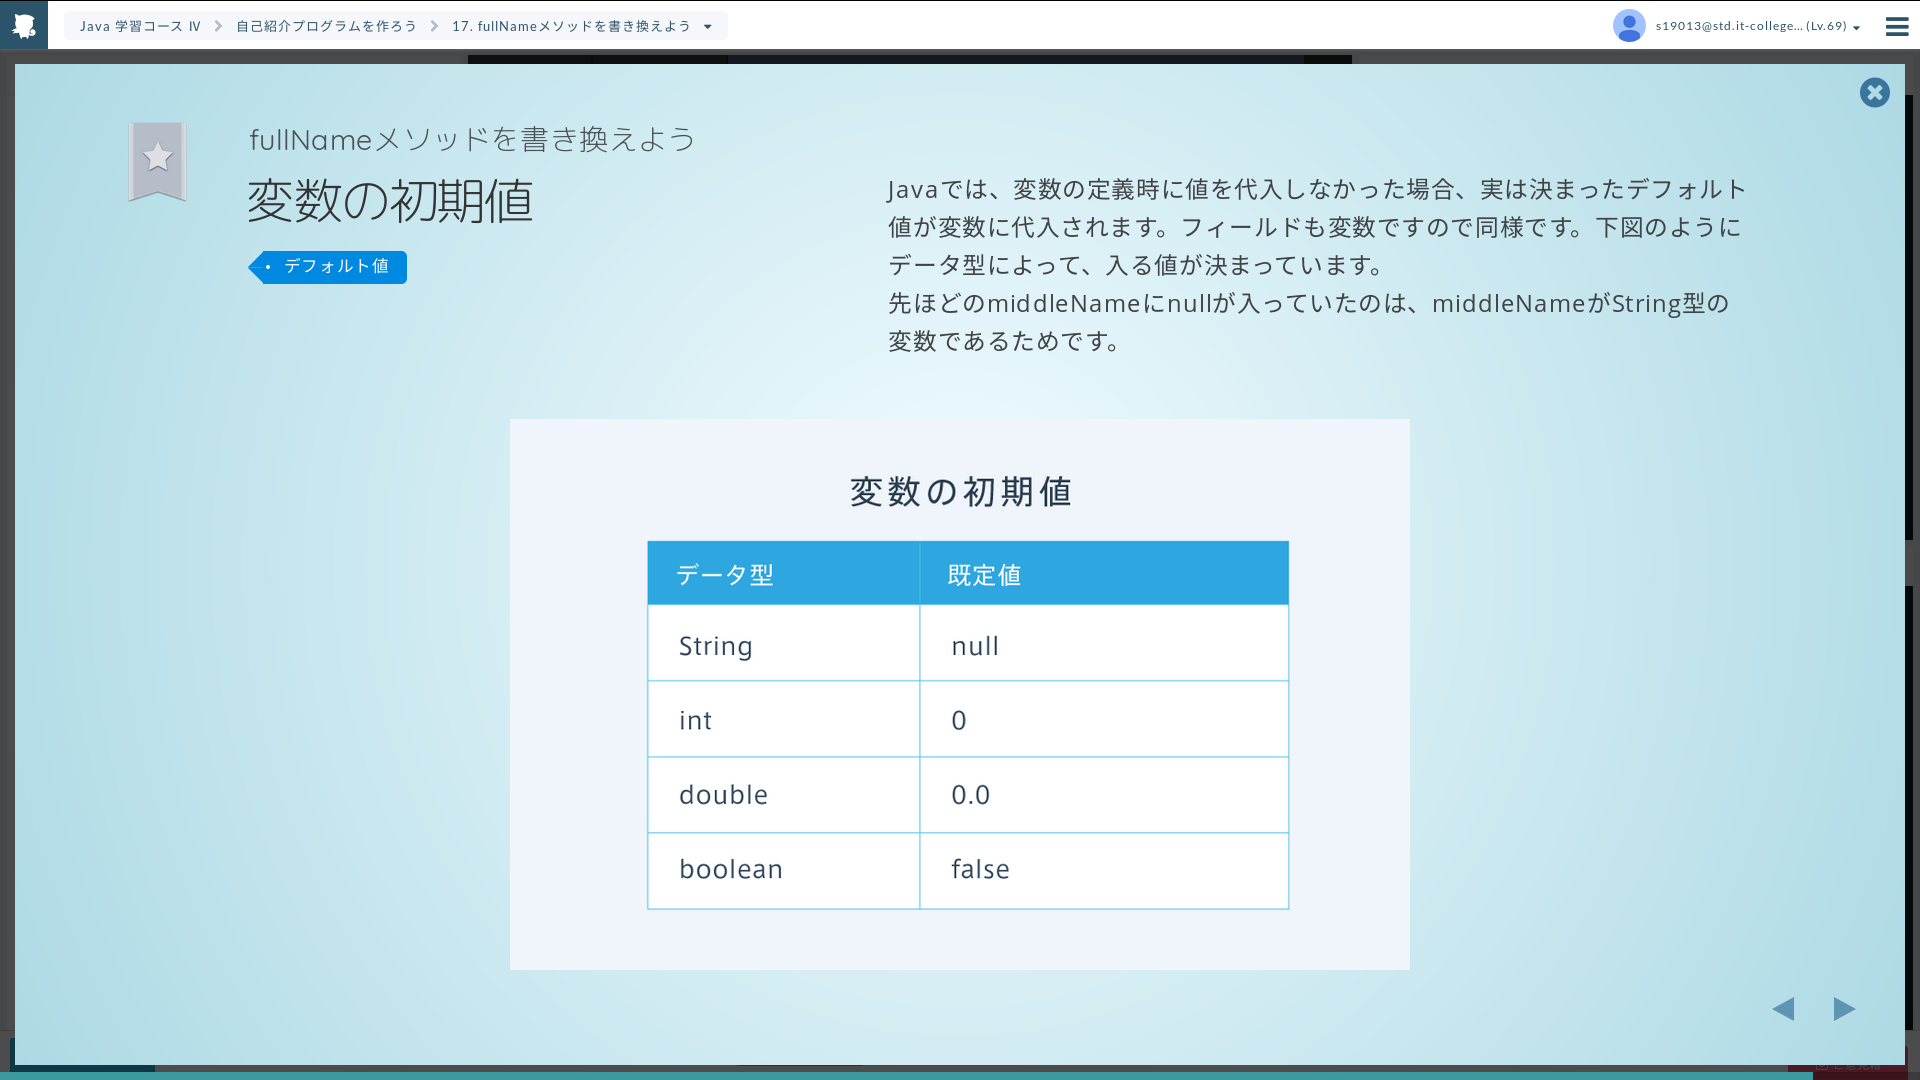 Java 学習コース Ⅳ
自己紹介プログラムを作ろう
17. fullNameメソッドを書き換えよう
s19013@std.it-college... (Lv.69)
fullNameメソッドを書き換えよう
変数の初期値
デフォルト値
Javaでは、変数の定義時に値を代入しなかった場合、実は決まったデフォルト
値が変数に代入されます。フィールドも変数ですので同様です。下図のように
データ型によって、入る値が決まっています。
先ほどのmiddleNameにnullが入っていたのは、middleNameがString型の
変数であるためです。
変数の初期値
データ型 既定値
String null
int 0
double 0.0
boolean false